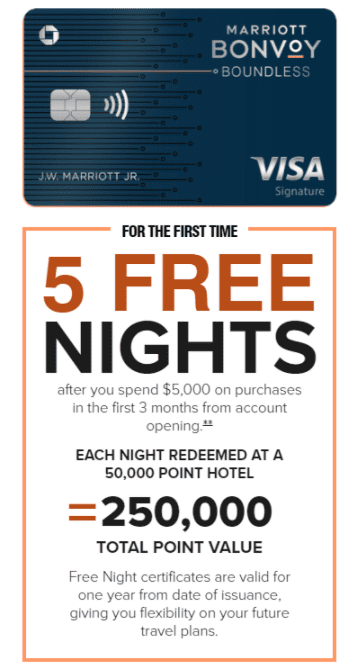 MARRIOTT
BONVOY
BOUNDLESS
J.W. MARRIOTT JR.
VISA
Signature
FOR THE FIRST TIME
5 FREE
NIGHTS
after you spend $5,000 on purchases
in the first 3 months from account
opening.‡‡
EACH NIGHT REDEEMED AT A
50,000 POINT HOTEL
=250,000
TOTAL POINT VALUE
Free Night certificates are valid for
one year from date of issuance,
giving you flexibility on your future
travel plans.